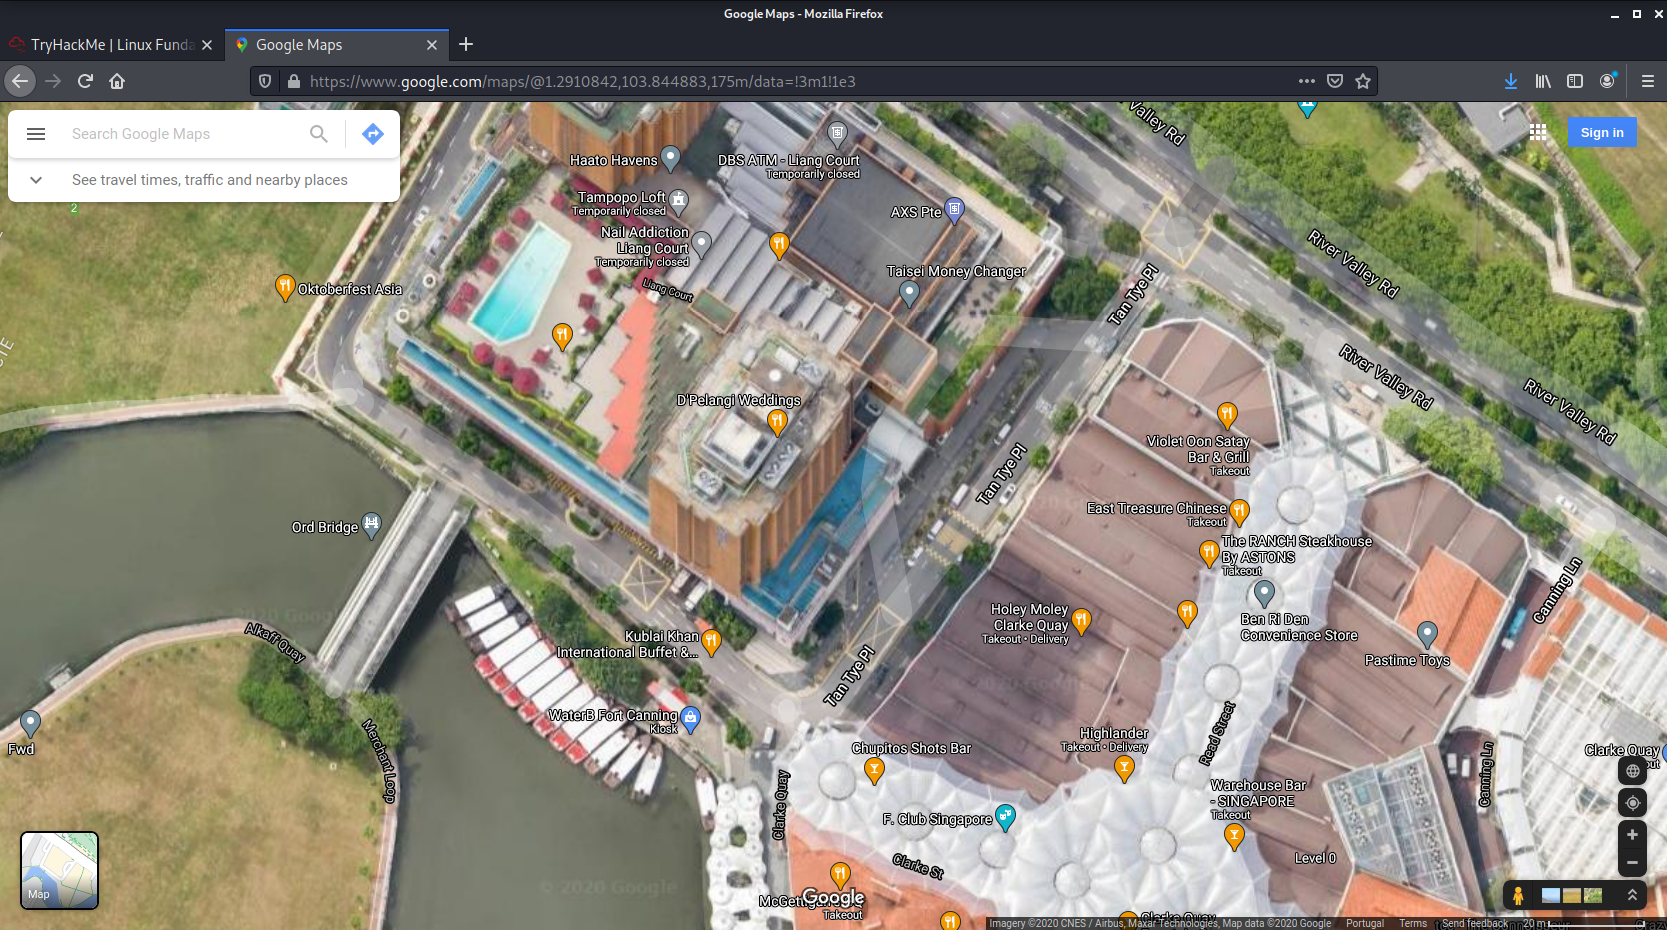 Google Maps - Mozilla Firefox
TryHackMe | Linux Funda
Google Maps
https://www.google.com/maps/@1.2910842,103.844883,175m/data=!3m1!1e3
Search Google Maps
See travel times, traffic and nearby places
Sign in
2
Valley Rd
Haato Havens
DBS ATM - Liang Court
Temporarily closed
Tampopo Loft
Temporarily closed
AXS Pte
Nail Addiction
Liang Court
Temporarily closed
Liang Court
Taisei Money Changer
River Valley Rd
Tan Tye Pl
Oktoberfest Asia
River Valley Rd
River Valley Rd
D'Pelangi Weddings
Violet Oon Satay
Bar & Grill
Takeout
Tan Tye Pl
East Treasure Chinese
Takeout
Ord Bridge
The RANCH Steakhouse
By ASTONS
Takeout
Canning Ln
Holey Moley
Clarke Quay
Takeout • Delivery
Ben Ri Den
Convenience Store
Alkaff Quay
Kublai Khan
International Buffet &...
Pastime Toys
Tan Tye Pl
WaterB Fort Canning
Kiosk
Fwd
Merchant Loop
Read Street
Highlander
Takeout • Delivery
Chupitos Shots Bar
Clarke Quay
Canning Ln
Clarke Quay
Warehouse Bar
- SINGAPORE
Takeout
F. Club Singapore
Clarke St
Level 0
Map
© 2020 Google
Google
Takeout
Clarke Quay
Imagery ©2020 CNES / Airbus, Maxar Technologies, Map data ©2020 Google
Portugal
Terms
Send feedback
20 m